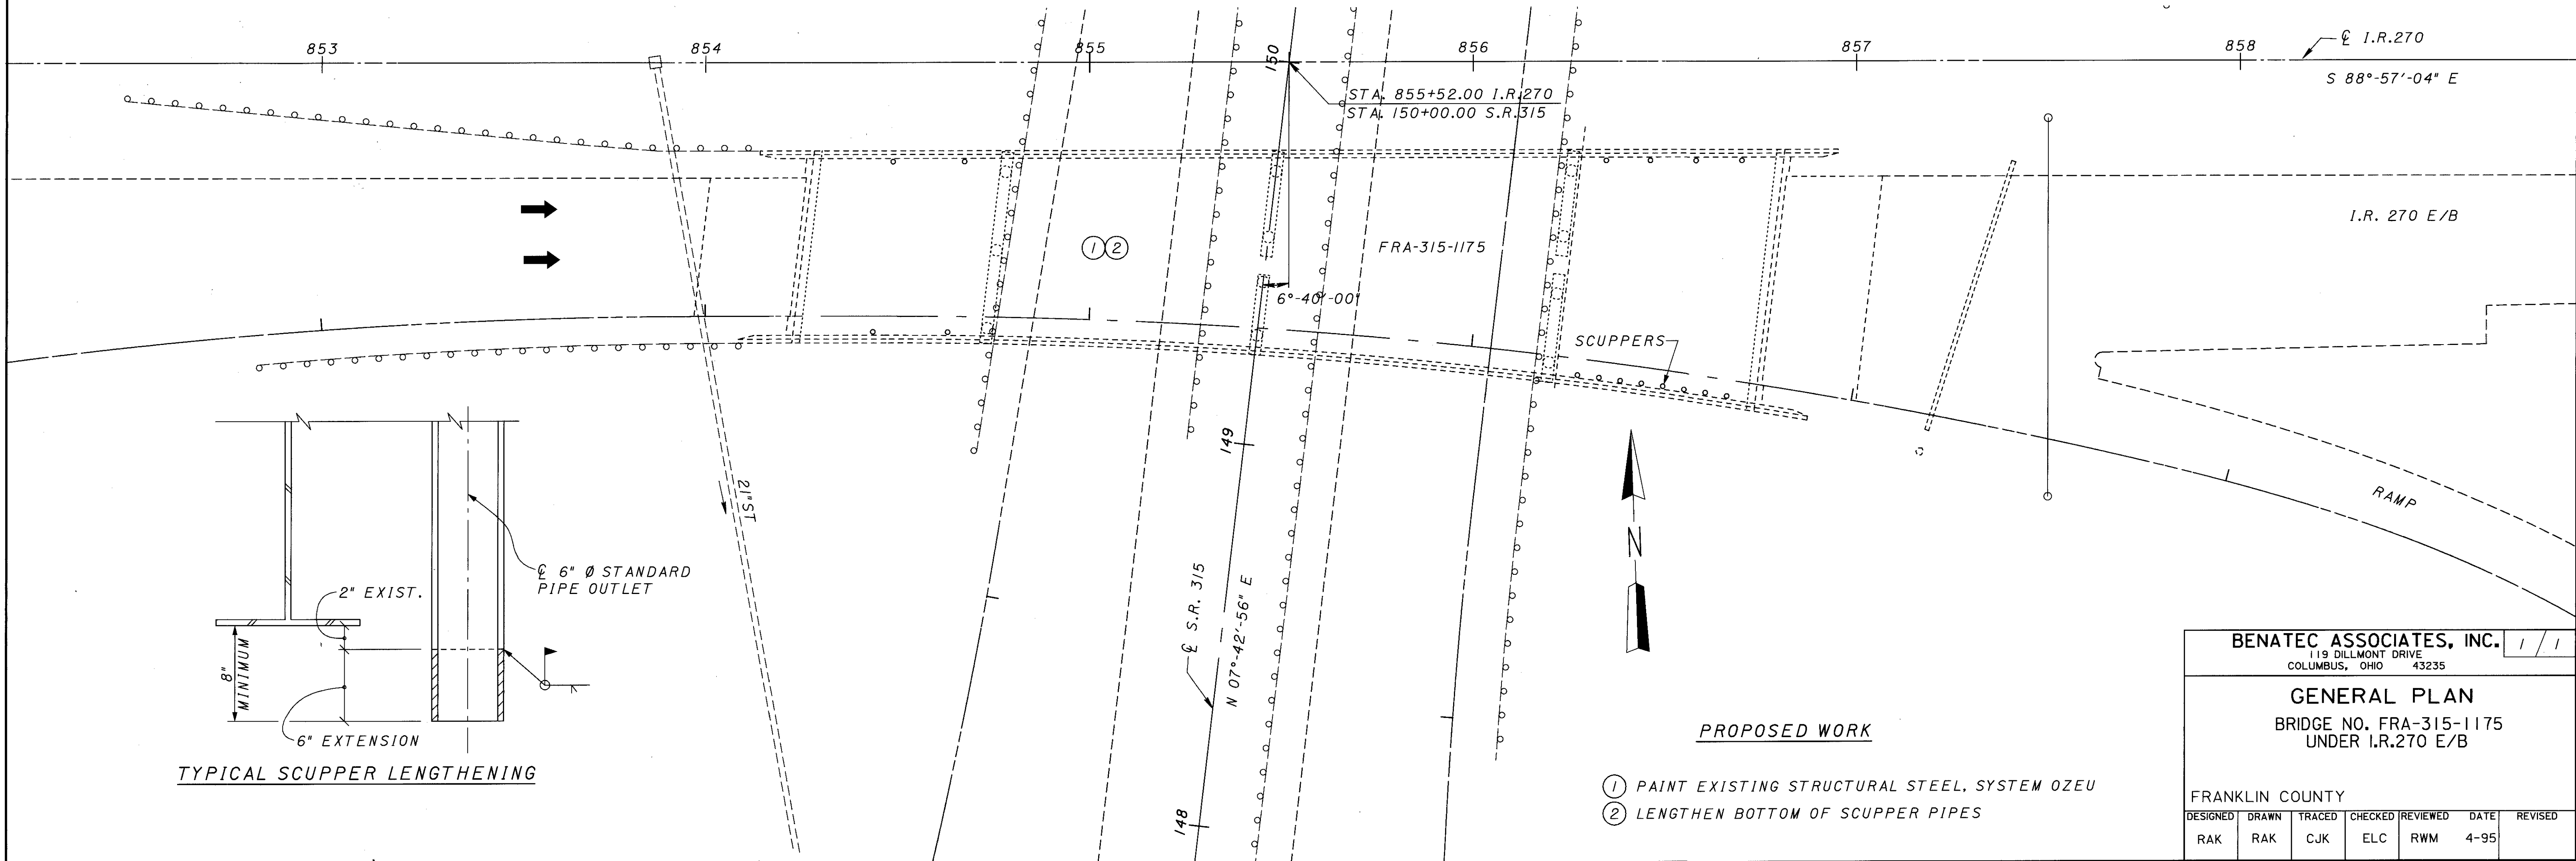 853
854
855
856
857
858
℄ I.R.270
S 88°-57'-04" E
150
STA. 855+52.00 I.R.270
STA. 150+00.00 S.R.315
I.R. 270 E/B
1 2
FRA-315-1175
6°-40'-00"
SCUPPERS
149
21"ST
RAMP
N
℄ 6" Ø STANDARD
PIPE OUTLET
2" EXIST.
8"
MINIMUM
6" EXTENSION
TYPICAL SCUPPER LENGTHENING
℄ S.R. 315
N 07°-42'-56" E
148
PROPOSED WORK
1 PAINT EXISTING STRUCTURAL STEEL, SYSTEM OZEU
2 LENGTHEN BOTTOM OF SCUPPER PIPES
BENATEC ASSOCIATES, INC. 1/1
119 DILLMONT DRIVE
COLUMBUS, OHIO 43235
GENERAL PLAN
BRIDGE NO. FRA-315-1175
UNDER I.R.270 E/B
FRANKLIN COUNTY
DESIGNED DRAWN TRACED CHECKED REVIEWED DATE REVISED
RAK RAK CJK ELC RWM 4-95